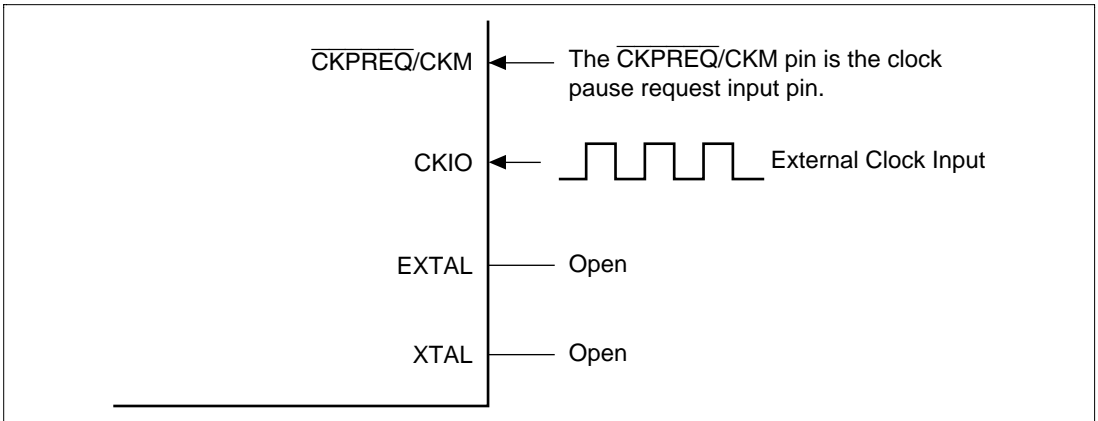 CKPREQ/CKM The CKPREQ/CKM pin is the clock
pause request input pin.
CKIO External Clock Input
EXTAL Open
XTAL Open